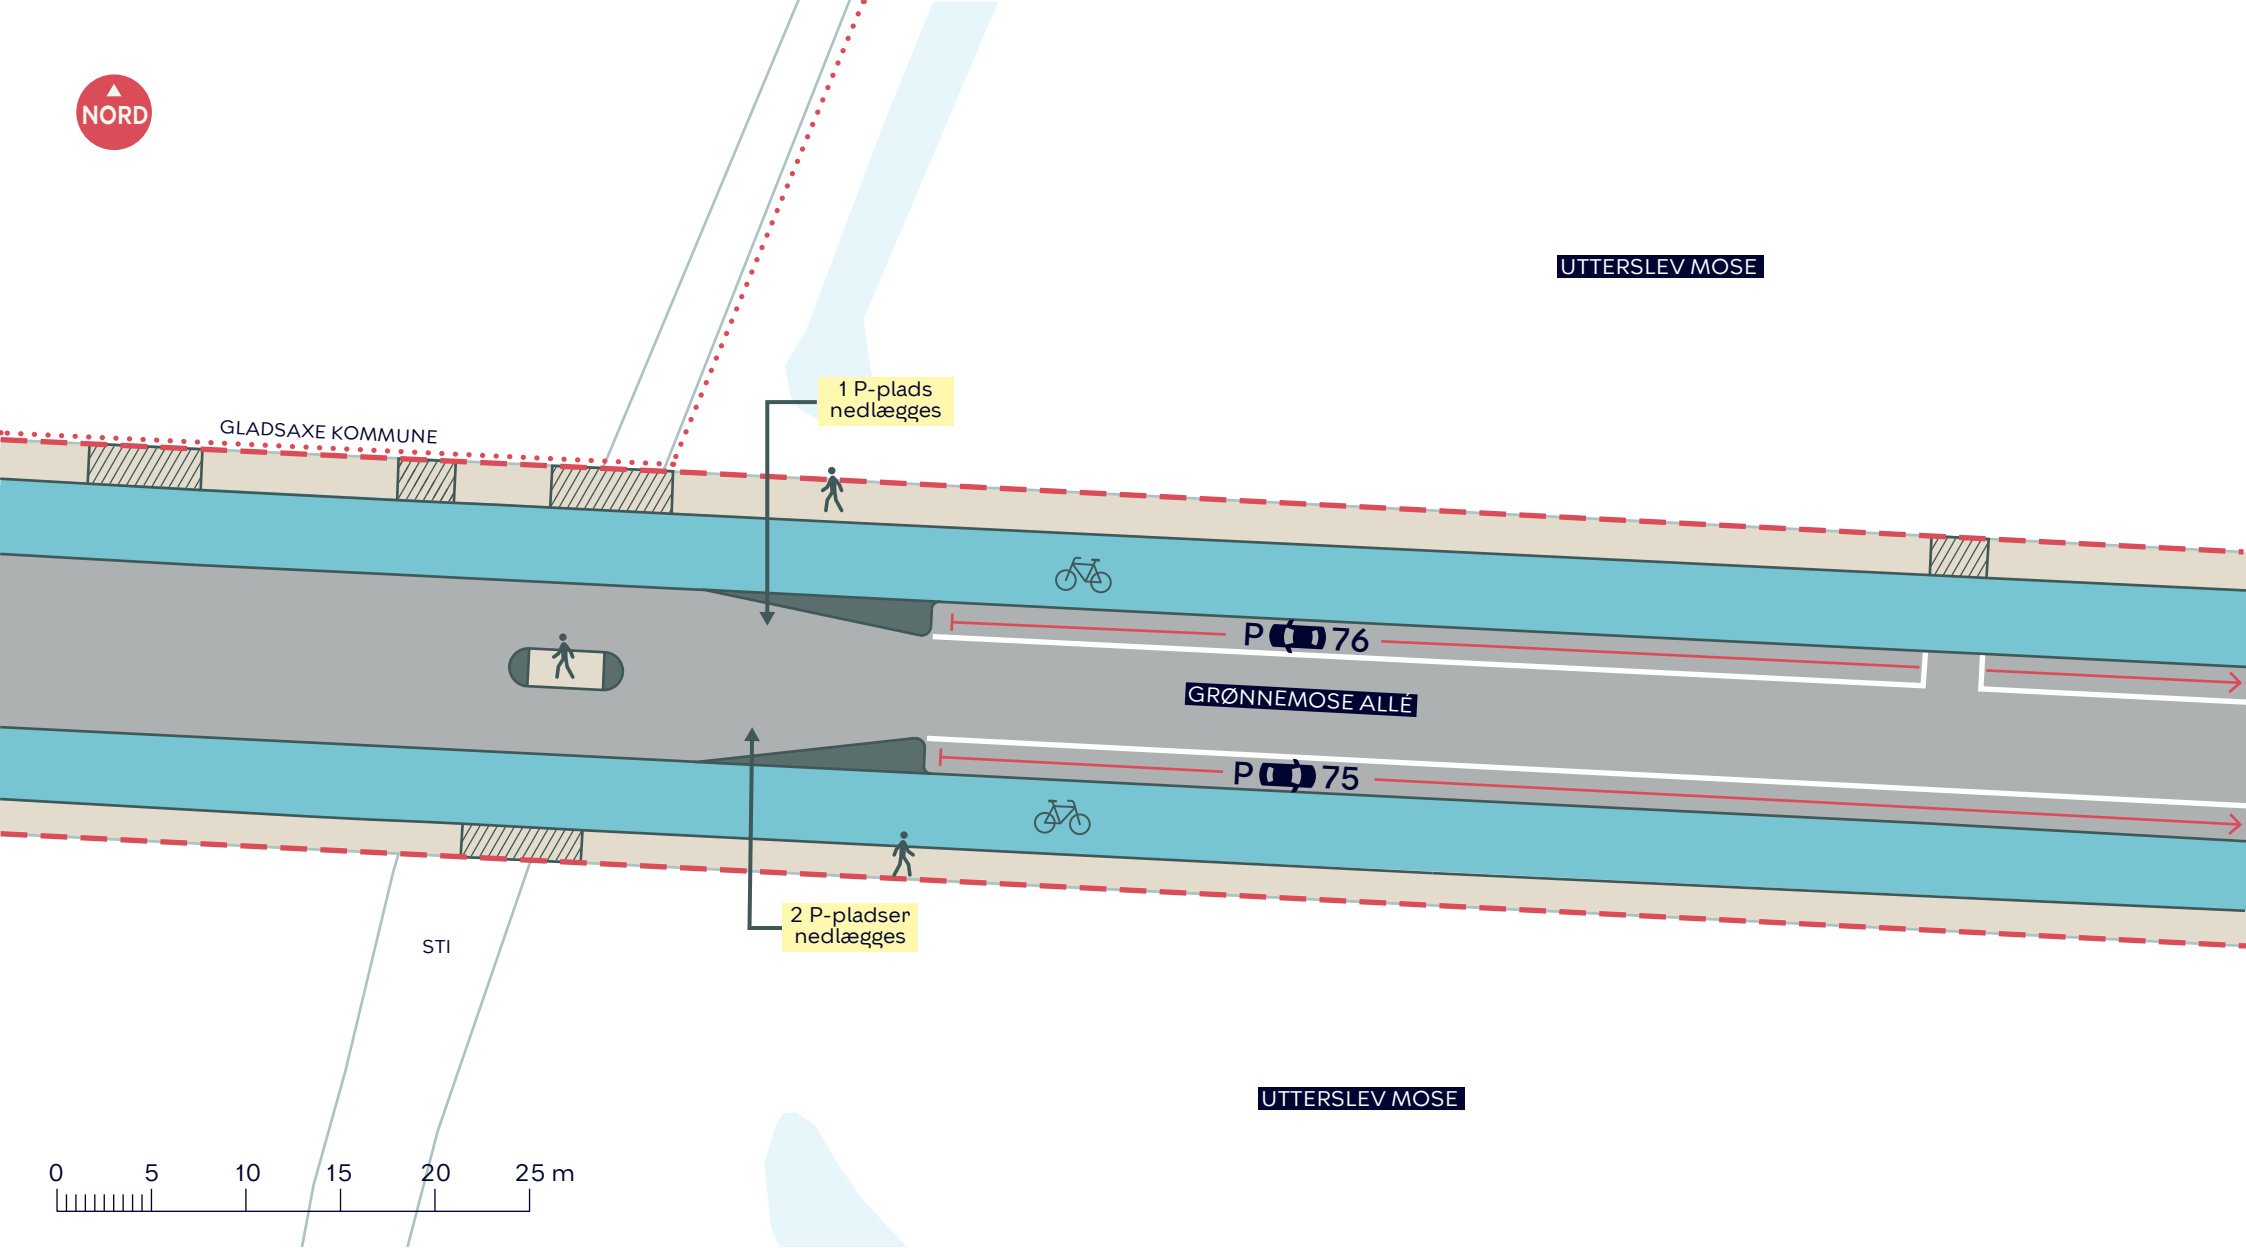 NORD
UTTERSLEV MOSE
1 P-plads
nedlægges
GLADSAXE KOMMUNE
P 76
GRØNNEMOSE ALLÉ
P 75
2 P-pladser
nedlægges
STI
UTTERSLEV MOSE
0 5 10 15 20 25 m